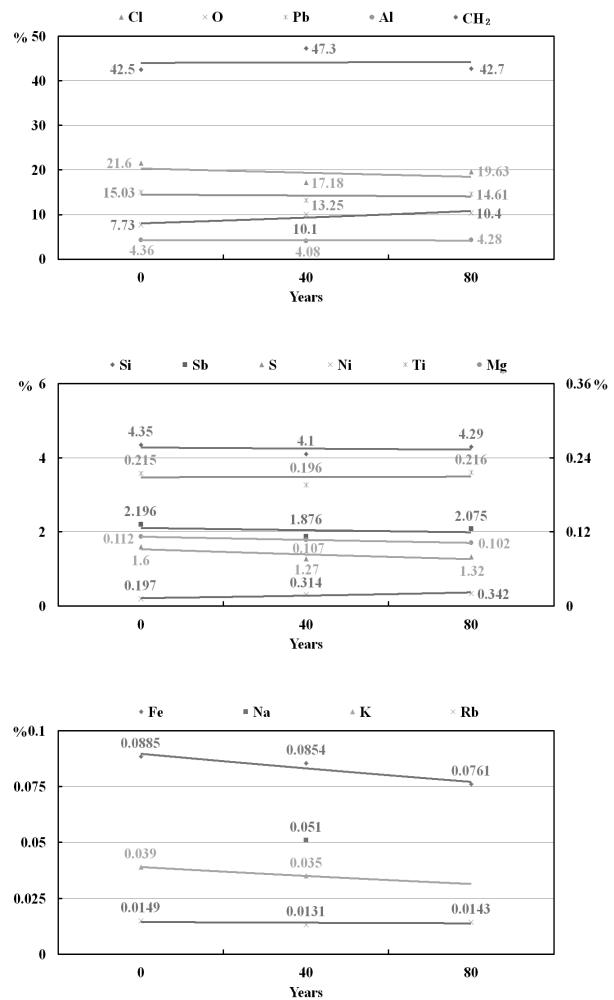 Cl O Pb Al CH₂
% 50
47.3
42.5 42.7
40
30
21.6 19.63
20
17.18
15.03 14.61
13.25
10 10.4
7.73 10.1
4.36 4.08 4.28
0
0 40 80
Years
Si Sb S Ni Ti Mg
% 6 0.36 %
4.35 4.1 4.29
4 0.24
0.215 0.196 0.216
2.196 1.876 2.075
2 0.12
0.112 0.107 0.102
1.6 1.27 1.32
0.197 0.314 0.342
0 0
0 40 80
Years
Fe Na K Rb
%0.1
0.0885 0.0854 0.0761
0.075
0.051
0.05
0.039 0.035
0.025
0.0149 0.0131 0.0143
0
0 40 80
Years